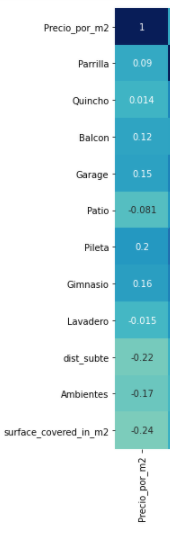 Precio_por_m2 1
Parrilla 0.09
Quincho 0.014
Balcon 0.12
Garage 0.15
Patio -0.081
Pileta 0.2
Gimnasio 0.16
Lavadero -0.015
dist_subte -0.22
Ambientes -0.17
surface_covered_in_m2 -0.24
Precio_por_m2